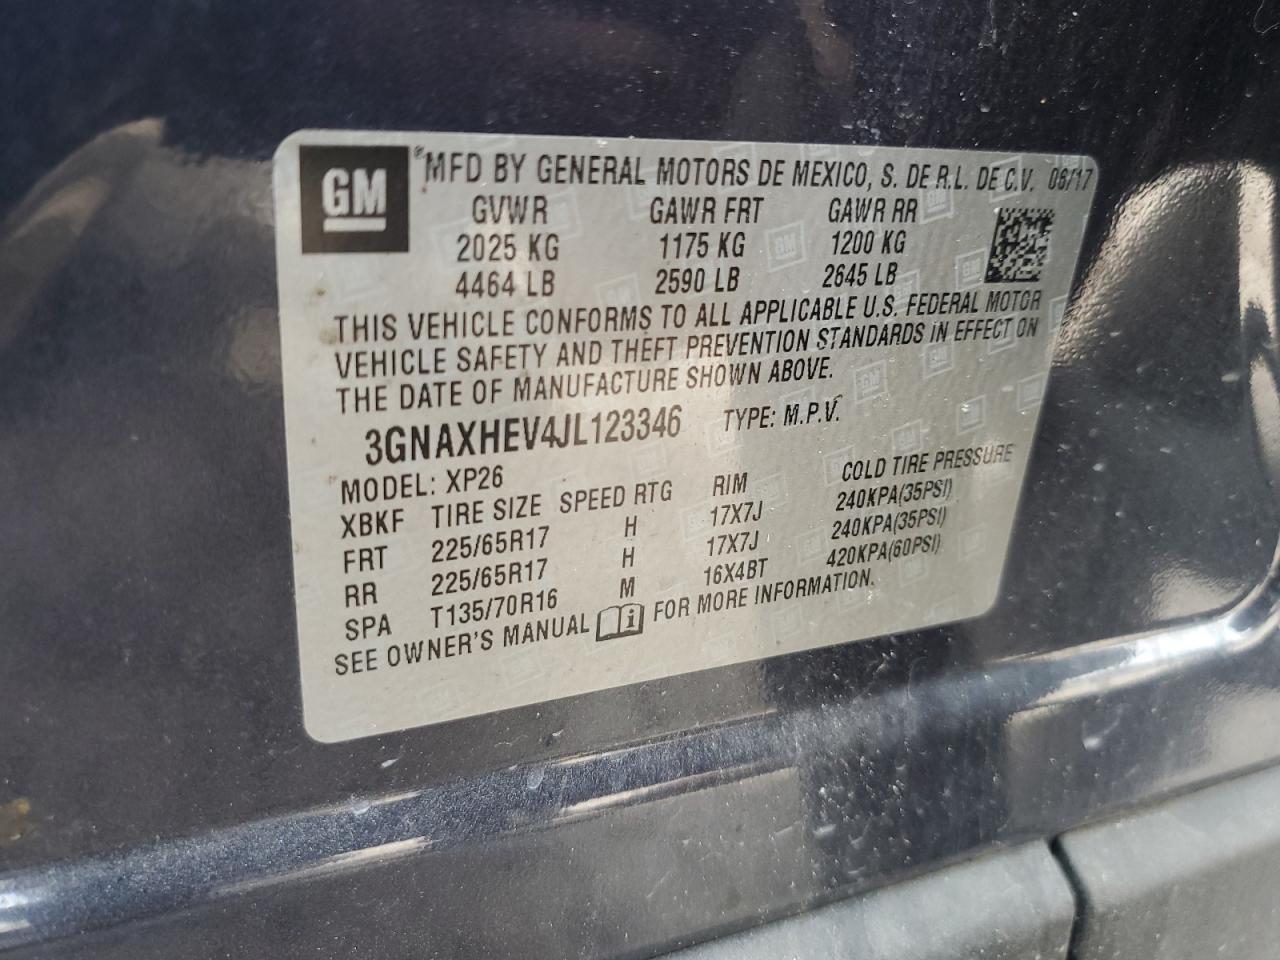 GM
MFD BY GENERAL MOTORS DE MEXICO, S. DE R.L. DE C.V. 06/17
GVWR GAWR FRT GAWR RR
2025 KG 1175 KG 1200 KG
4464 LB 2590 LB 2645 LB
THIS VEHICLE CONFORMS TO ALL APPLICABLE U.S. FEDERAL MOTOR
VEHICLE SAFETY AND THEFT PREVENTION STANDARDS IN EFFECT ON
THE DATE OF MANUFACTURE SHOWN ABOVE.
3GNAXHEV4JL123346 TYPE: M.P.V.
MODEL: XP26
XBKF TIRE SIZE SPEED RTG RIM COLD TIRE PRESSURE
FRT 225/65R17 H 17X7J 240KPA(35PSI)
RR 225/65R17 H 17X7J 240KPA(35PSI)
SPA T135/70R16 M 16X4BT 420KPA(60PSI)
SEE OWNER'S MANUAL FOR MORE INFORMATION.